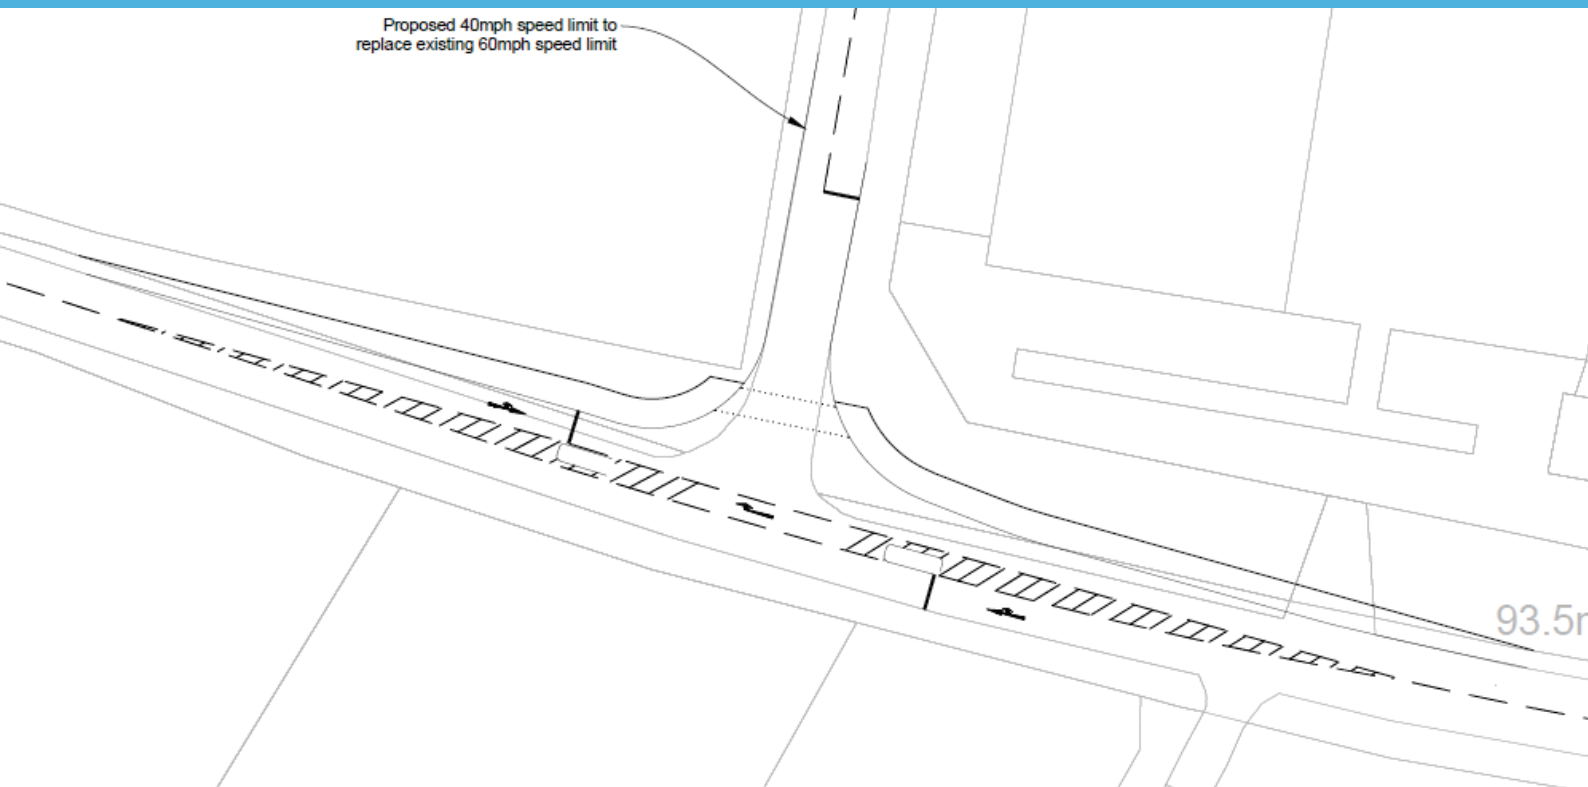 Proposed 40mph speed limit to
replace existing 60mph speed limit
93.5